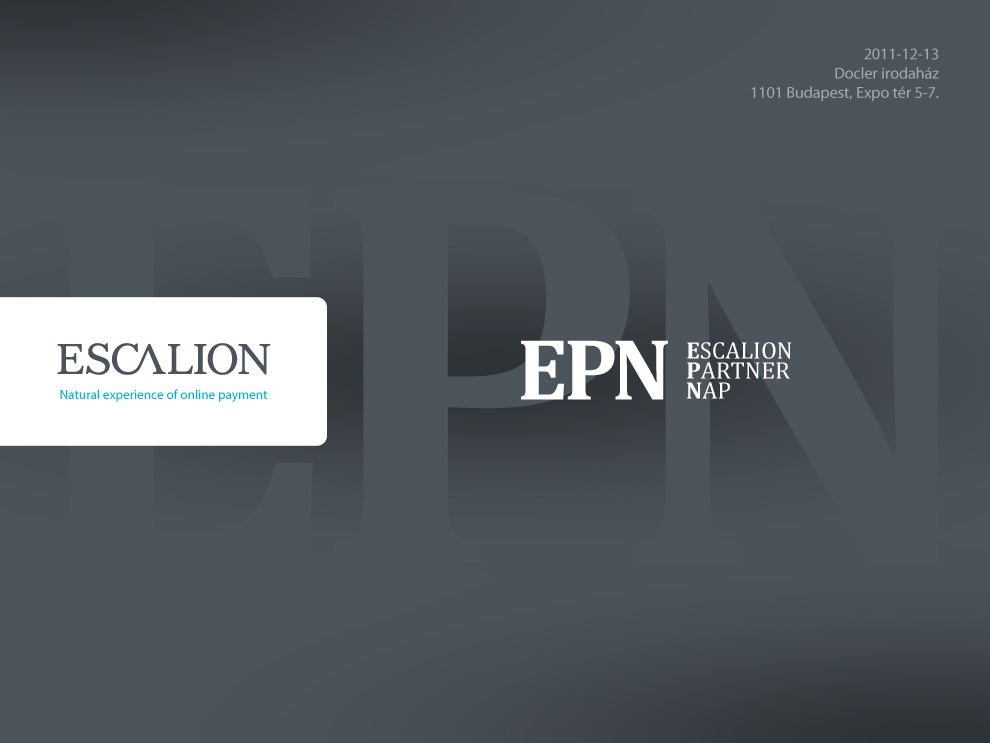 2011-12-13
Docler irodaház
1101 Budapest, Expo tér 5-7.
EPN
ESCALION
Natural experience of online payment
EPN
ESCALION
PARTNER
NAP